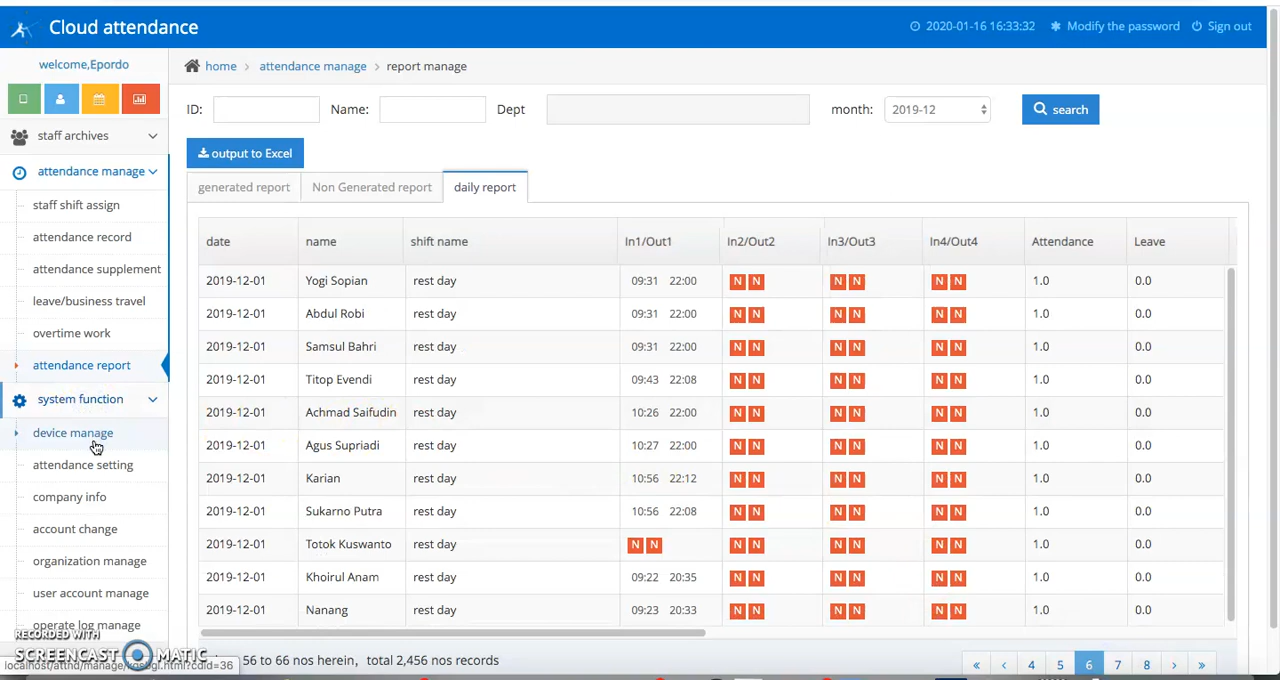 Cloud attendance
2020-01-16 16:33:32 Modify the password Sign out
welcome,Epordo
home > attendance manage > report manage
ID: Name: Dept month: 2019-12 search
output to Excel
generated report Non Generated report daily report
staff archives
attendance manage
staff shift assign
attendance record
attendance supplement
leave/business travel
overtime work
attendance report
system function
device manage
attendance setting
company info
account change
organization manage
user account manage
operate log manage
date name shift name In1/Out1 In2/Out2 In3/Out3 In4/Out4 Attendance Leave
2019-12-01 Yogi Sopian rest day 09:31 22:00 N N N N N N 1.0 0.0
2019-12-01 Abdul Robi rest day 09:31 22:00 N N N N N N 1.0 0.0
2019-12-01 Samsul Bahri rest day 09:31 22:00 N N N N N N 1.0 0.0
2019-12-01 Titop Evendi rest day 09:43 22:08 N N N N N N 1.0 0.0
2019-12-01 Achmad Saifudin rest day 10:26 22:00 N N N N N N 1.0 0.0
2019-12-01 Agus Supriadi rest day 10:27 22:00 N N N N N N 1.0 0.0
2019-12-01 Karian rest day 10:56 22:12 N N N N N N 1.0 0.0
2019-12-01 Sukarno Putra rest day 10:56 22:08 N N N N N N 1.0 0.0
2019-12-01 Totok Kuswanto rest day N N N N N N N N 1.0 0.0
2019-12-01 Khoirul Anam rest day 09:22 20:35 N N N N N N 1.0 0.0
2019-12-01 Nanang rest day 09:23 20:33 N N N N N N 1.0 0.0
RECORDED WITH
SCREENCAST MATIC
56 to 66 nos herein, total 2,456 nos records
« ‹ 4 5 6 7 8 › »